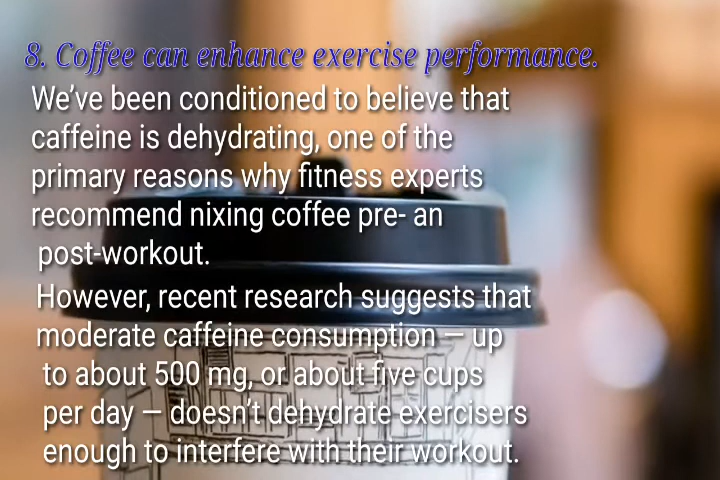 8. Coffee can enhance exercise performance.
We’ve been conditioned to believe that
caffeine is dehydrating, one of the
primary reasons why fitness experts
recommend nixing coffee pre- an
post-workout.
However, recent research suggests that
moderate caffeine consumption — up
to about 500 mg, or about five cups
per day — doesn’t dehydrate exercisers
enough to interfere with their workout.